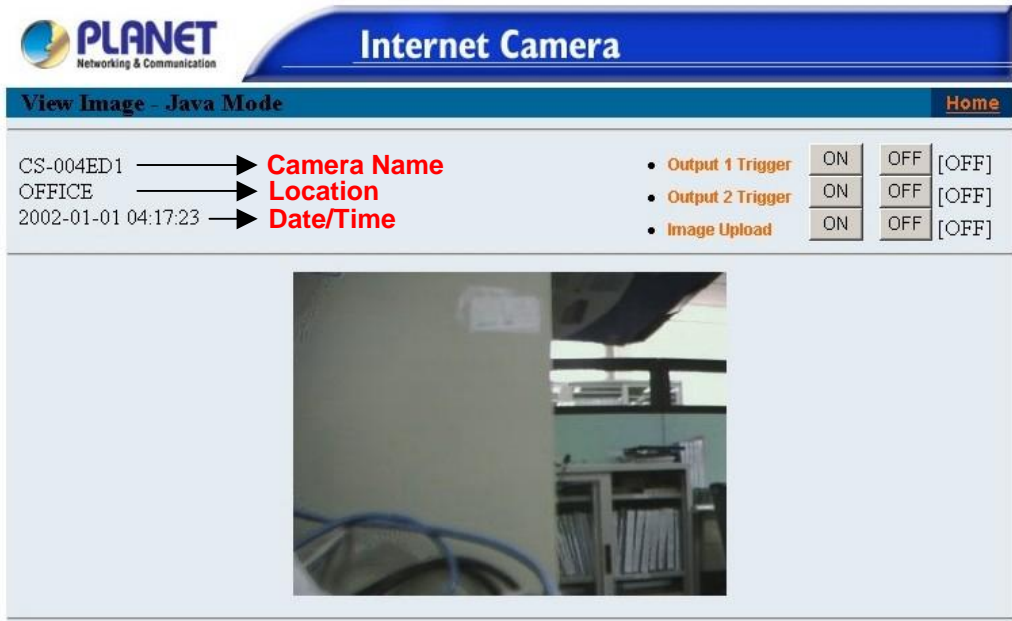 PLANET
Networking & Communication
Internet Camera
View Image - Java Mode
Home
CS-004ED1 Camera Name
OFFICE Location
2002-01-01 04:17:23 Date/Time
Output 1 Trigger ON OFF [OFF]
Output 2 Trigger ON OFF [OFF]
Image Upload ON OFF [OFF]